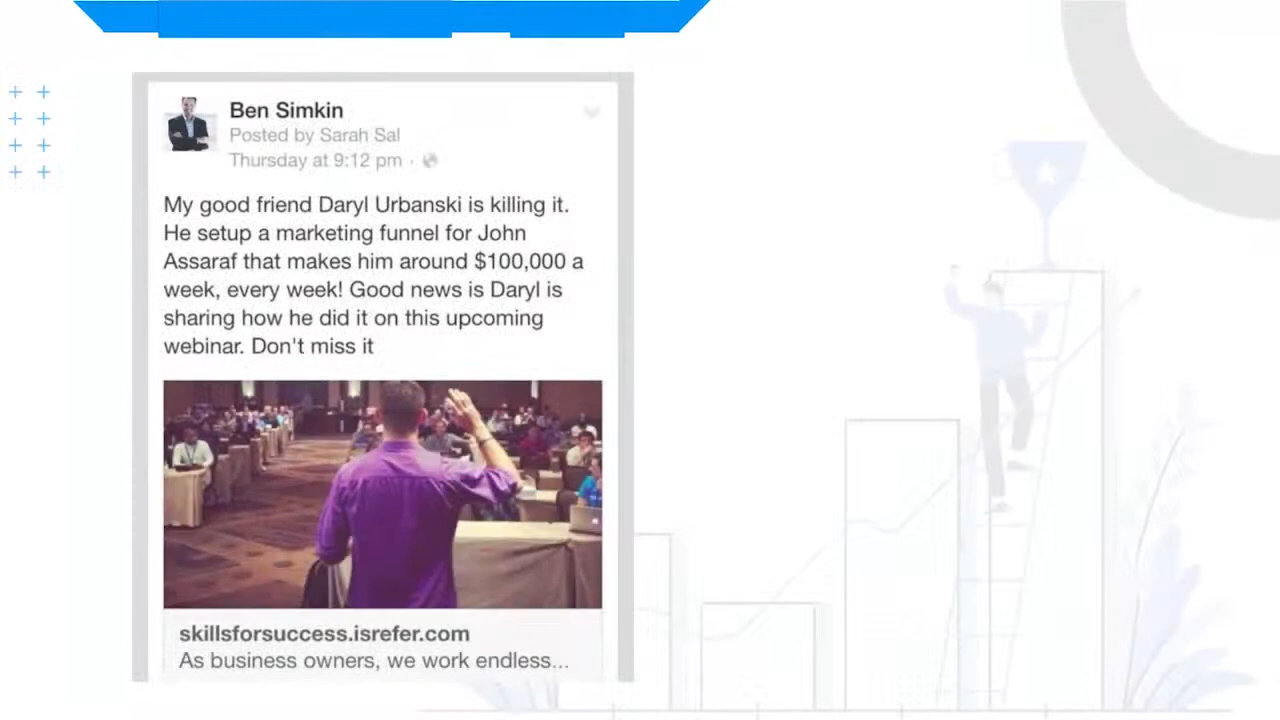 Ben Simkin
Posted by Sarah Sal
Thursday at 9:12 pm ·
My good friend Daryl Urbanski is killing it.
He setup a marketing funnel for John
Assaraf that makes him around $100,000 a
week, every week! Good news is Daryl is
sharing how he did it on this upcoming
webinar. Don't miss it
skillsforsuccess.isrefer.com
As business owners, we work endless...